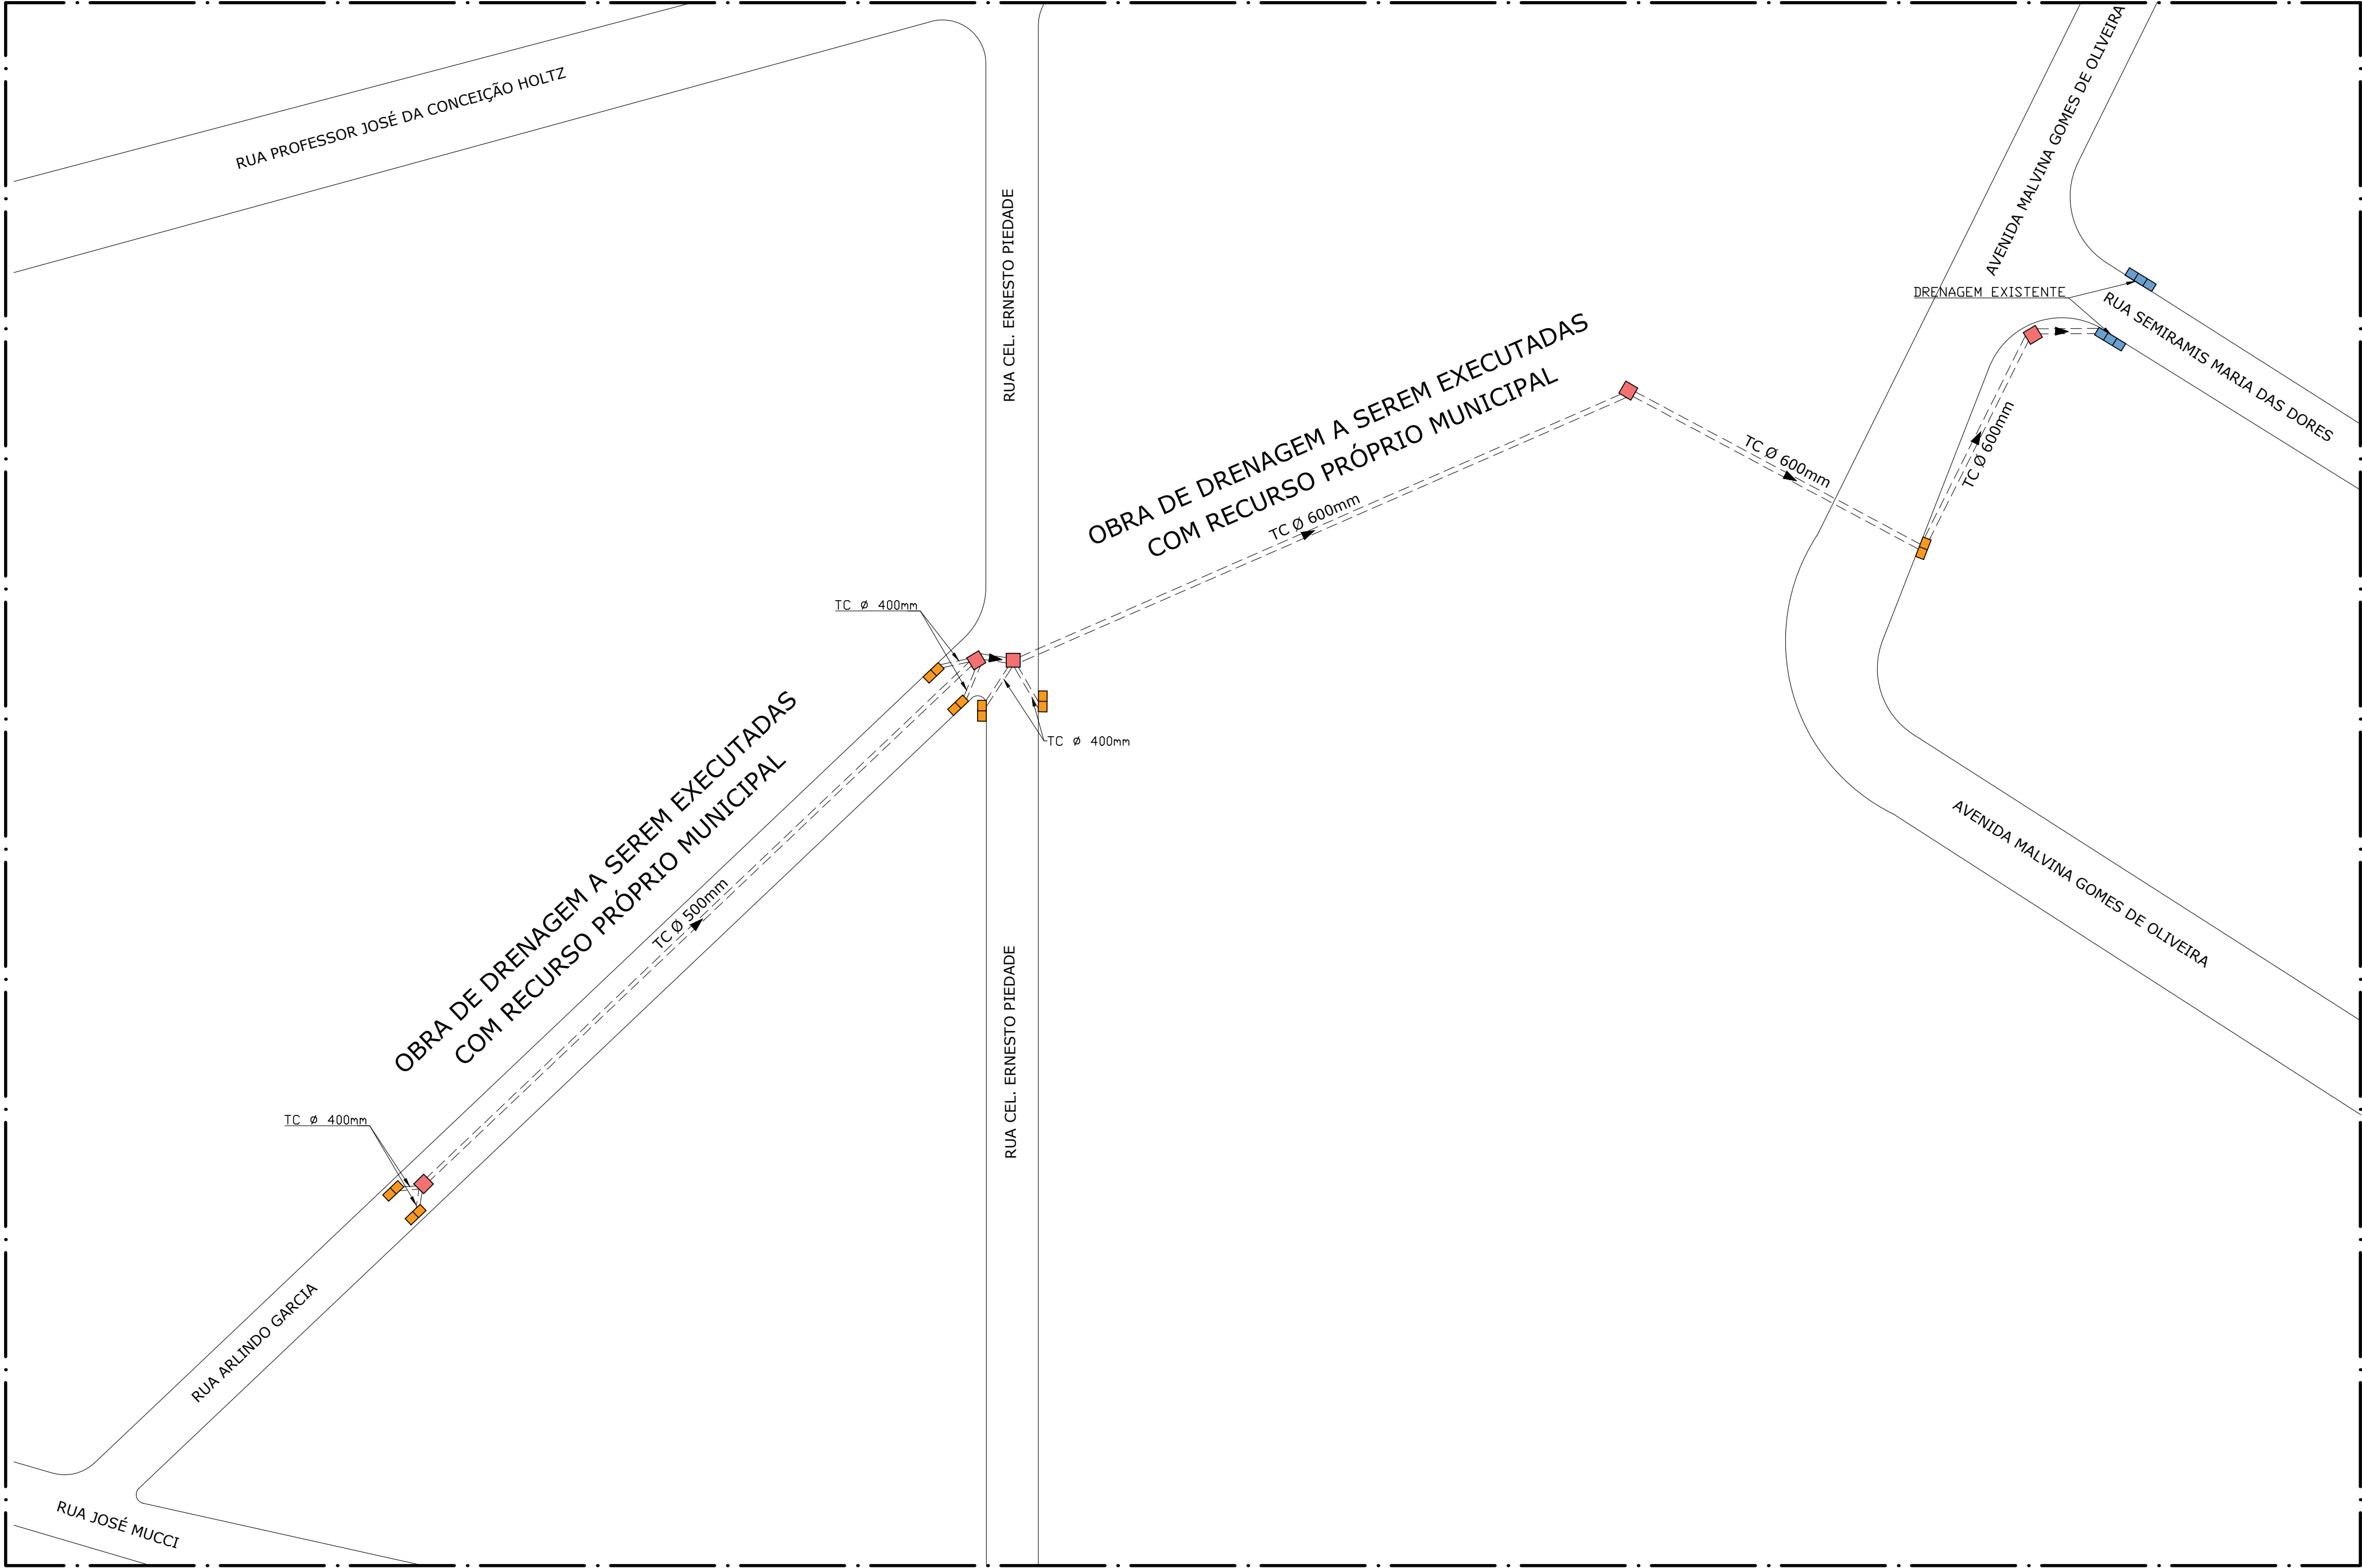 RUA PROFESSOR JOSÉ DA CONCEIÇÃO HOLTZ
RUA CEL. ERNESTO PIEDADE
AVENIDA MALVINA GOMES DE OLIVEIRA
DRENAGEM EXISTENTE
RUA SEMIRAMIS MARIA DAS DORES
OBRA DE DRENAGEM A SEREM EXECUTADAS
COM RECURSO PRÓPRIO MUNICIPAL
TC Ø 600mm
TC Ø 600mm
TC Ø 600mm
TC Ø 400mm
TC Ø 400mm
OBRA DE DRENAGEM A SEREM EXECUTADAS
COM RECURSO PRÓPRIO MUNICIPAL
TC Ø 500mm
AVENIDA MALVINA GOMES DE OLIVEIRA
RUA CEL. ERNESTO PIEDADE
TC Ø 400mm
RUA ARLINDO GARCIA
RUA JOSÉ MUCCI